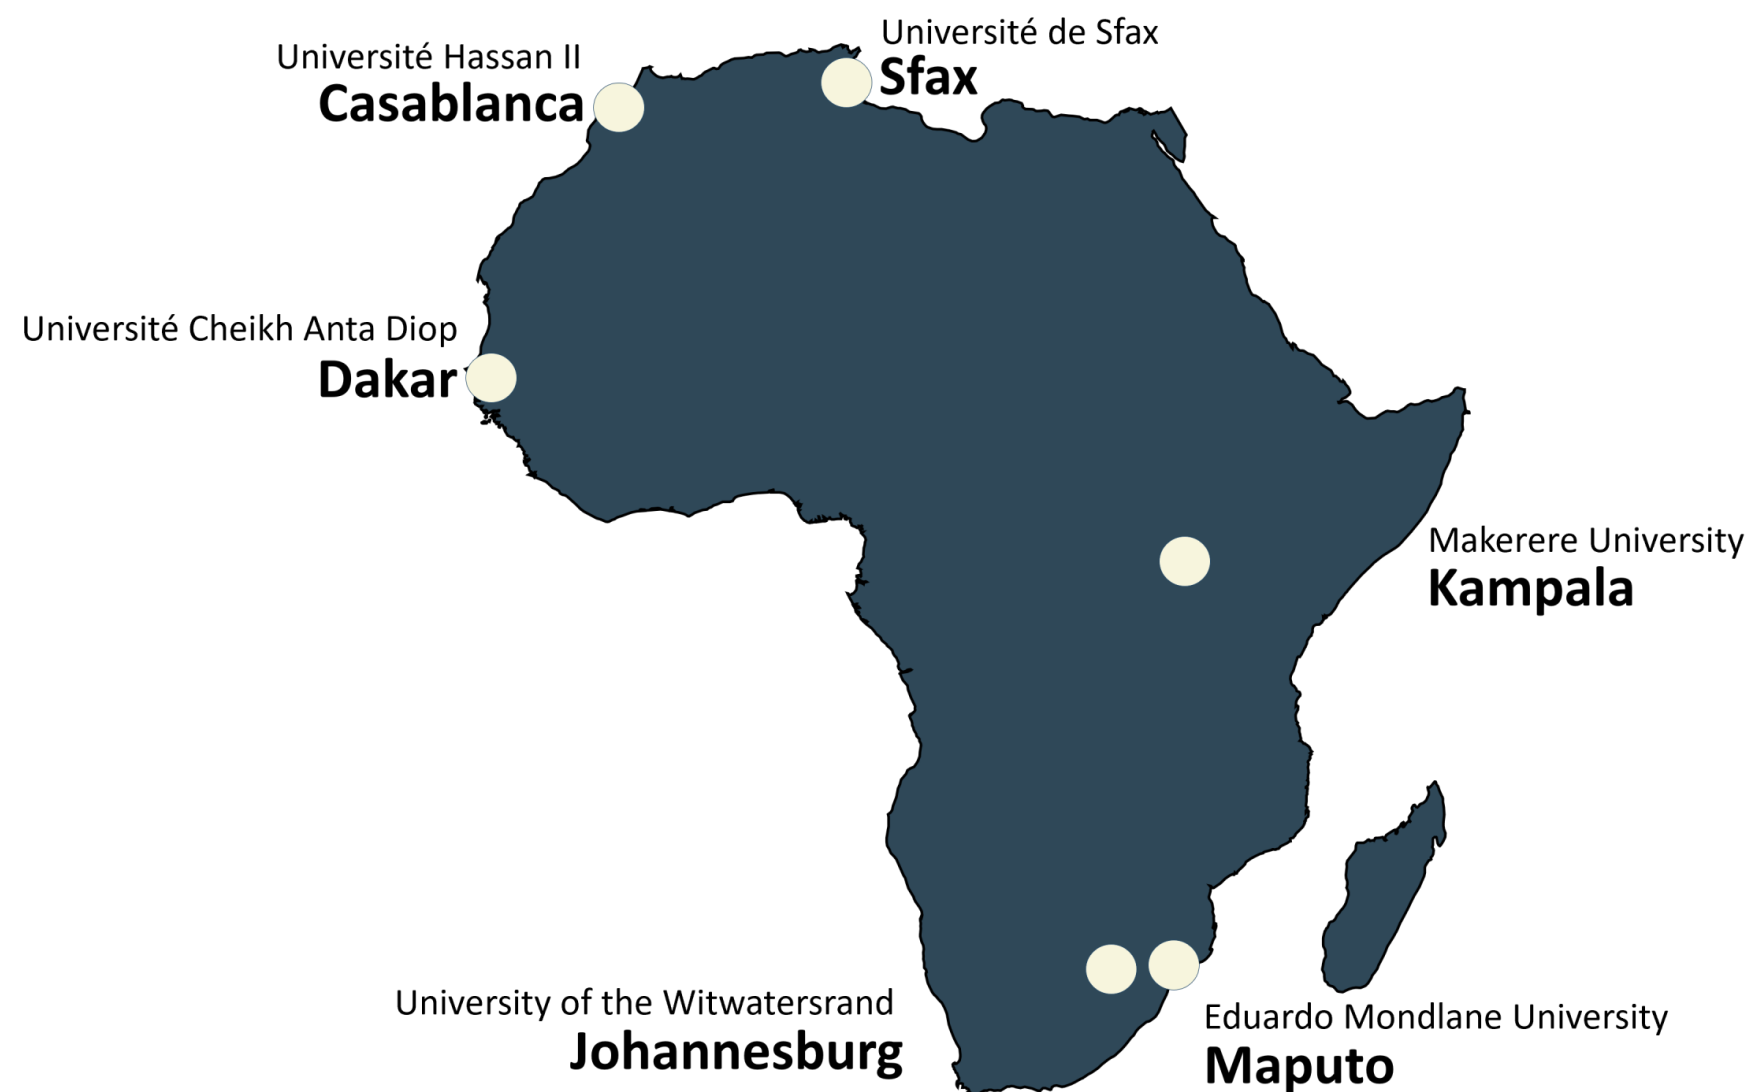 Université Hassan II
Casablanca
Université de Sfax
Sfax
Université Cheikh Anta Diop
Dakar
Makerere University
Kampala
University of the Witwatersrand
Johannesburg
Eduardo Mondlane University
Maputo